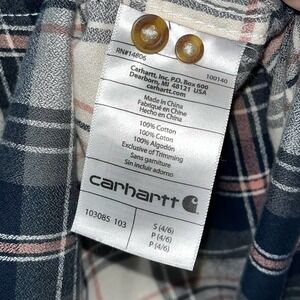 RN#14806 100140
Carhartt, Inc. P.O. Box 600
Dearborn, MI 48121 USA
carhartt.com
Made in China
Fabriqué en Chine
Hecho en China
100% Cotton
100% Coton
100% Algodón
Exclusive of Trimming
Sans garniture
Sin incluir adorno
carhartt
103085 103
S (4/6)
P (4/6)
P (4/6)